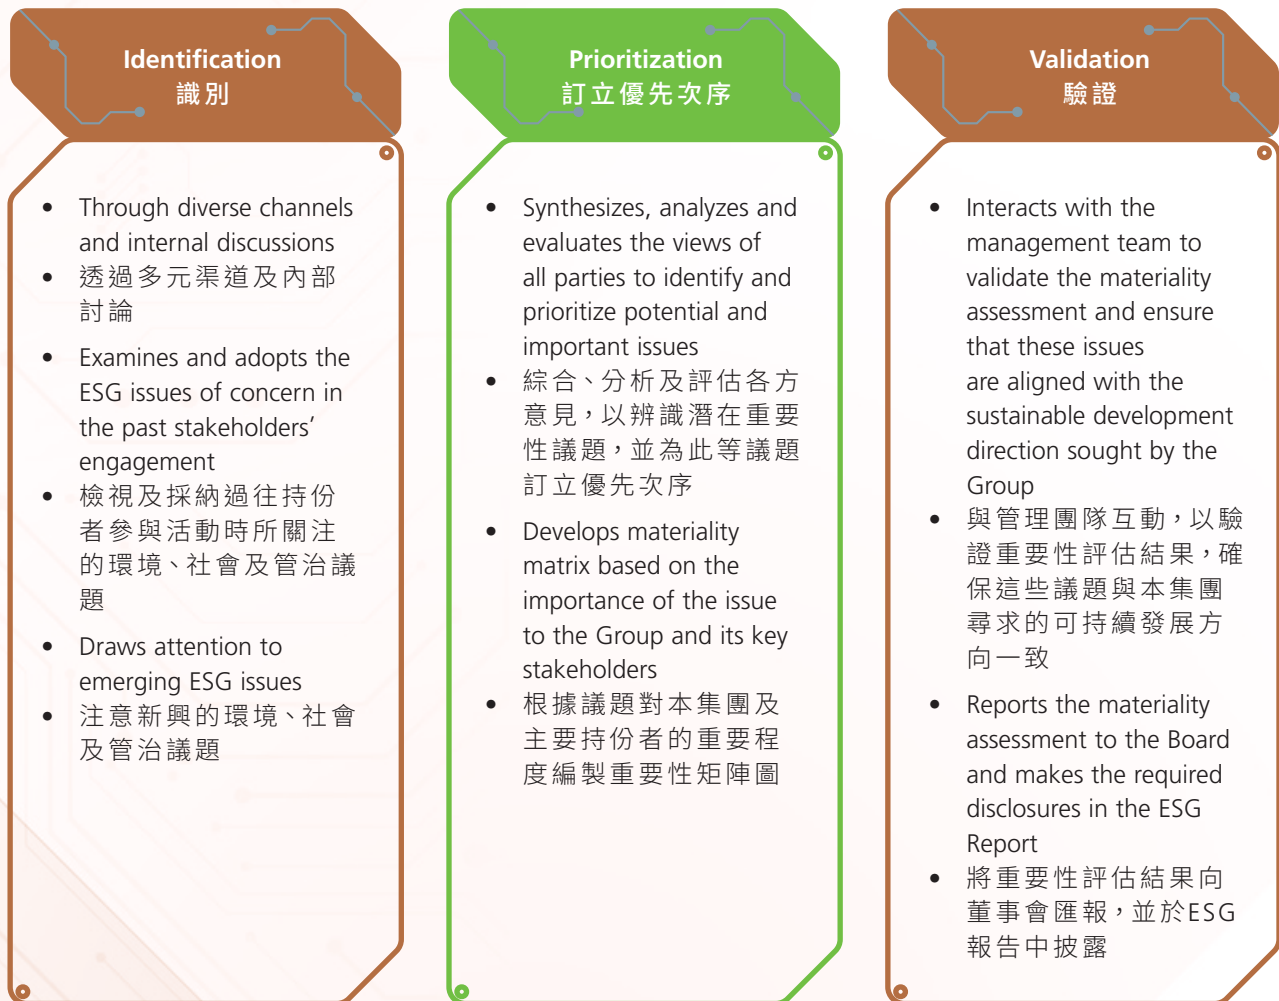 Identification
識別
• Through diverse channels
and internal discussions
• 透過多元渠道及內部
討論
• Examines and adopts the
ESG issues of concern in
the past stakeholders’
engagement
• 檢視及採納過往持份
者參與活動時所關注
的環境、社會及管治議
題
• Draws attention to
emerging ESG issues
• 注意新興的環境、社會
及管治議題
Prioritization
訂立優先次序
• Synthesizes, analyzes and
evaluates the views of
all parties to identify and
prioritize potential and
important issues
• 綜合、分析及評估各方
意見，以辨識潛在重要
性議題，並為此等議題
訂立優先次序
• Develops materiality
matrix based on the
importance of the issue
to the Group and its key
stakeholders
• 根據議題對本集團及
主要持份者的重要程
度編製重要性矩陣圖
Validation
驗證
• Interacts with the
management team to
validate the materiality
assessment and ensure
that these issues
are aligned with the
sustainable development
direction sought by the
Group
• 與管理團隊互動，以驗
證重要性評估結果，確
保這些議題與本集團
尋求的可持續發展方
向一致
• Reports the materiality
assessment to the Board
and makes the required
disclosures in the ESG
Report
• 將重要性評估結果向
董事會匯報，並於ESG
報告中披露